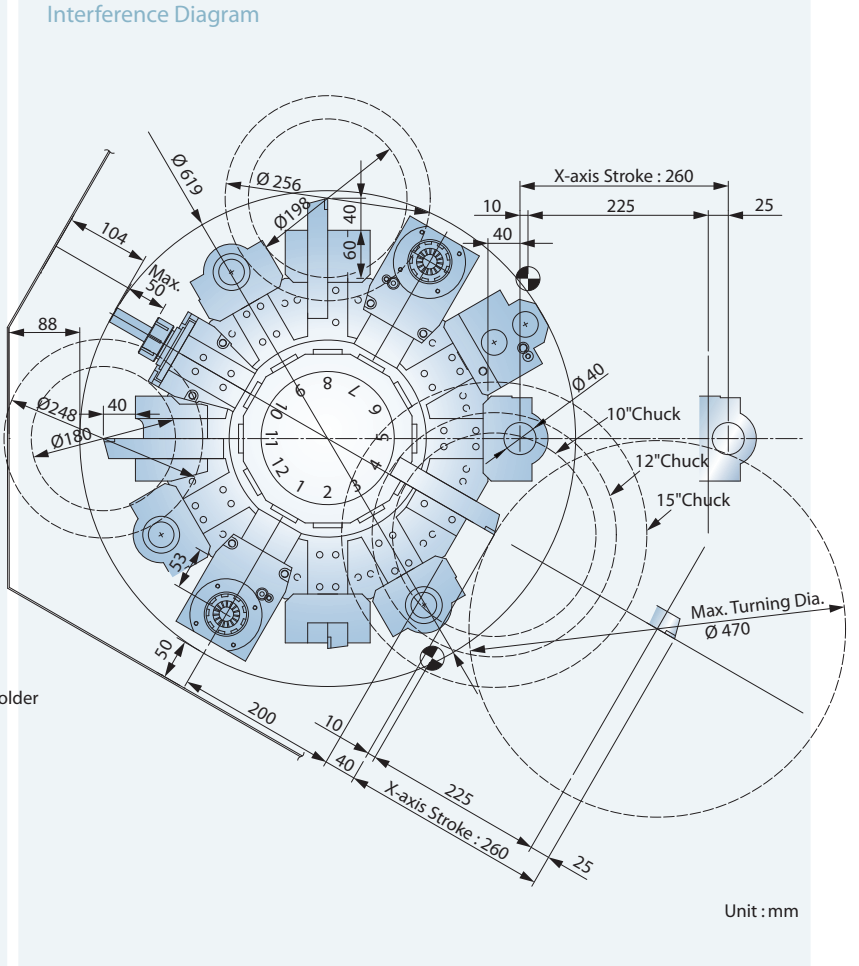 Interference Diagram
Ø 619
Ø 256
Ø198
40
60
X-axis Stroke : 260
10
225
25
40
104
Max.
50
88
Ø248
40
Ø180
Ø 40
10"Chuck
12"Chuck
15"Chuck
8
7
6
5
4
3
2
1
12
11
10
9
53
50
Max. Turning Dia.
Ø 470
older
200
10
40
225
X-axis Stroke : 260
25
Unit : mm